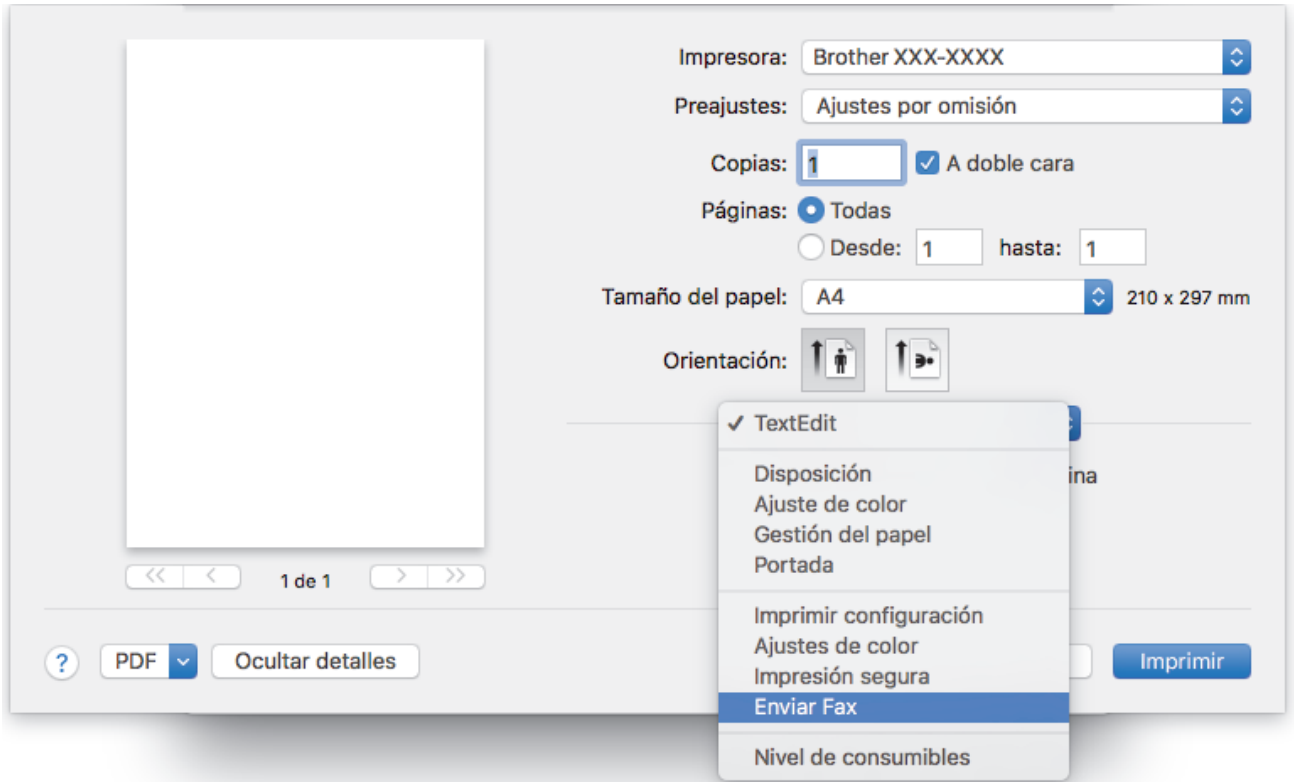 Impresora: Brother XXX-XXXX
Preajustes: Ajustes por omisión
Copias: 1 A doble cara
Páginas: Todas
Desde: 1 hasta: 1
Tamaño del papel: A4 210 x 297 mm
Orientación:
TextEdit
Disposición
ina
Ajuste de color
Gestión del papel
Portada
1 de 1
Imprimir configuración
Ajustes de color
Impresión segura
Enviar Fax
Nivel de consumibles
? PDF Ocultar detalles Imprimir